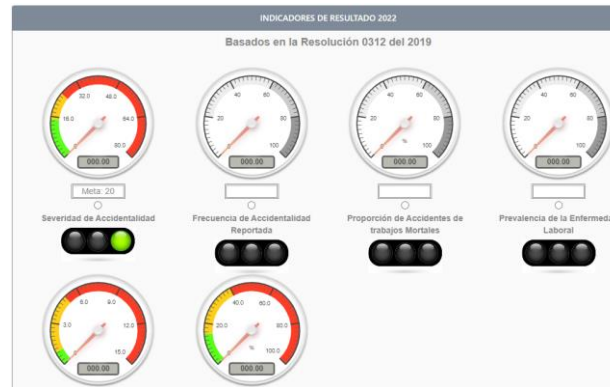 INDICADORES DE RESULTADO 2022
Basados en la Resolución 0312 del 2019
16.0 32.0 48.0 64.0 80.0
000.00
20 40 60 80 100
000.00
20 40 60 80 100
%
000.00
20 40 60 80 100
000.00
Meta: 20
Severidad de Accidentalidad
Frecuencia de Accidentalidad
Reportada
Proporción de Accidentes de
trabajos Mortales
Prevalencia de la Enfermeda
Laboral
3.0 6.0 9.0 12.0 15.0
000.00
20.0 40.0 60.0 80.0 100.0
%
000.00